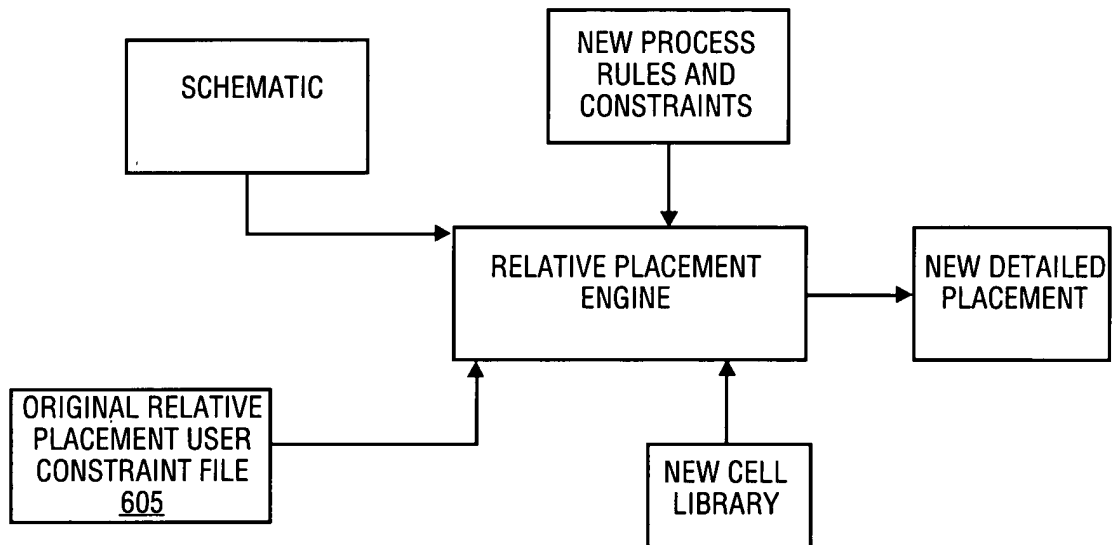 SCHEMATIC
NEW PROCESS
RULES AND
CONSTRAINTS
RELATIVE PLACEMENT
ENGINE
NEW DETAILED
PLACEMENT
ORIGINAL RELATIVE
PLACEMENT USER
CONSTRAINT FILE
605
NEW CELL
LIBRARY